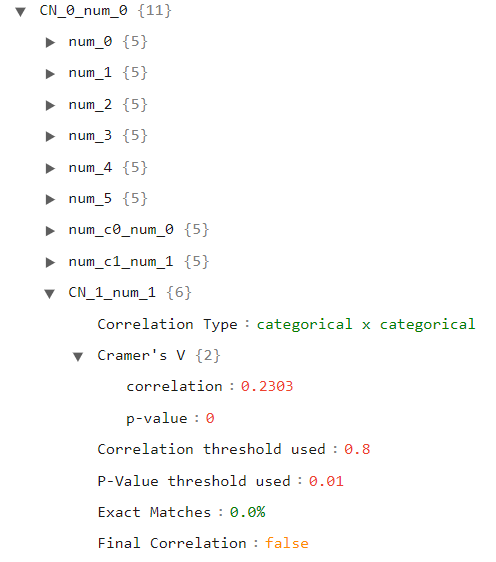 ▼ CN_0_num_0 {11}
▶ num_0 {5}
▶ num_1 {5}
▶ num_2 {5}
▶ num_3 {5}
▶ num_4 {5}
▶ num_5 {5}
▶ num_c0_num_0 {5}
▶ num_c1_num_1 {5}
▼ CN_1_num_1 {6}
Correlation Type : categorical x categorical
▼ Cramer's V {2}
correlation : 0.2303
p-value : 0
Correlation threshold used : 0.8
P-Value threshold used : 0.01
Exact Matches : 0.0%
Final Correlation : false